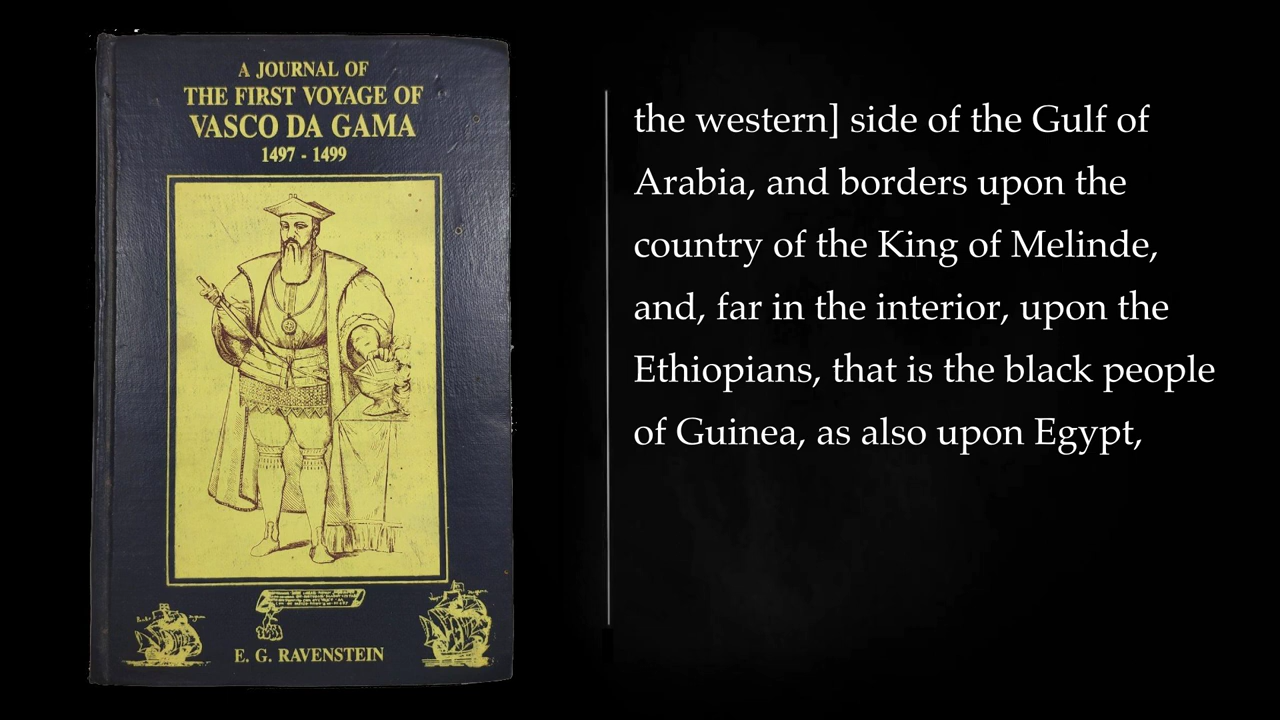 A JOURNAL OF
THE FIRST VOYAGE OF
VASCO DA GAMA
1497 - 1499
E. G. RAVENSTEIN
the western] side of the Gulf of
Arabia, and borders upon the
country of the King of Melinde,
and, far in the interior, upon the
Ethiopians, that is the black people
of Guinea, as also upon Egypt,